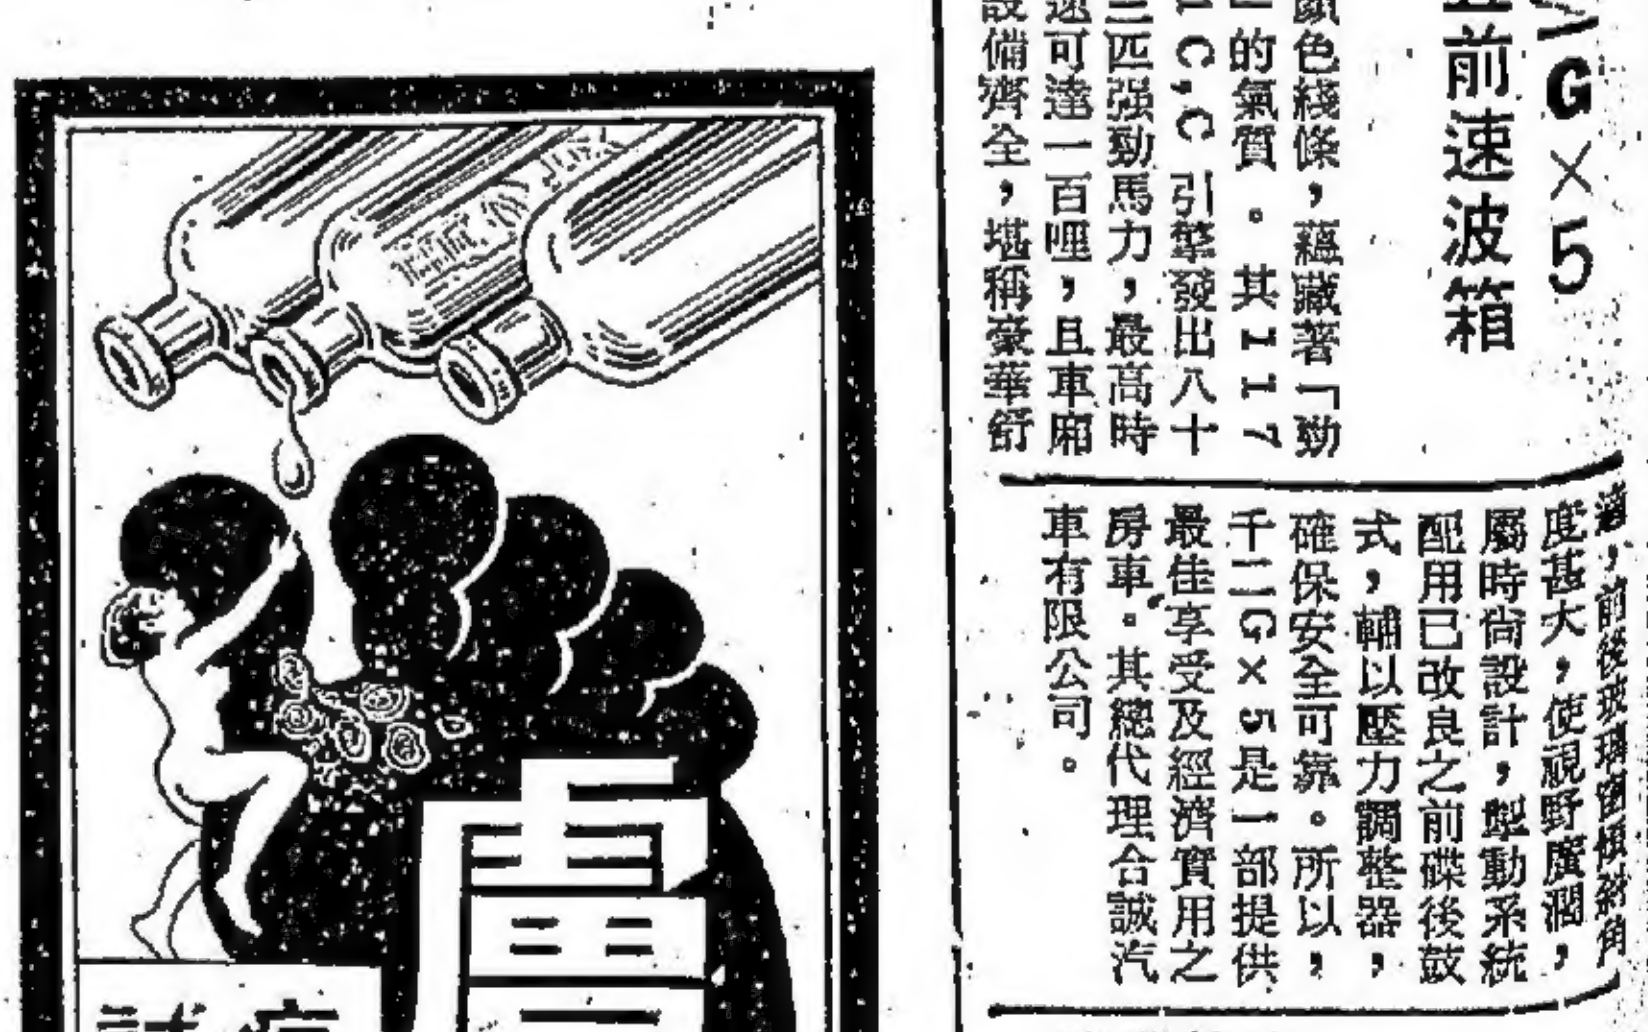 G×5
前速波箱
顏色綫條，蘊藏著「勁
」的氣質。其１１７
１Ｃ，Ｃ引擎發出八十
三匹强勁馬力，最高時
速可達一百哩，且車廂
設備齊全，堪稱豪華舒
適，前後玻璃窗傾斜角
度甚大，使視野廣濶，
屬時尚設計，掣動系統
配用已改良之前碟後鼓
式，輔以壓力調整器，
確保安全可靠。所以，
千二Ｇ×５是一部提供
最佳享受及經濟實用之
房車。其總代理合誠汽
車有限公司。